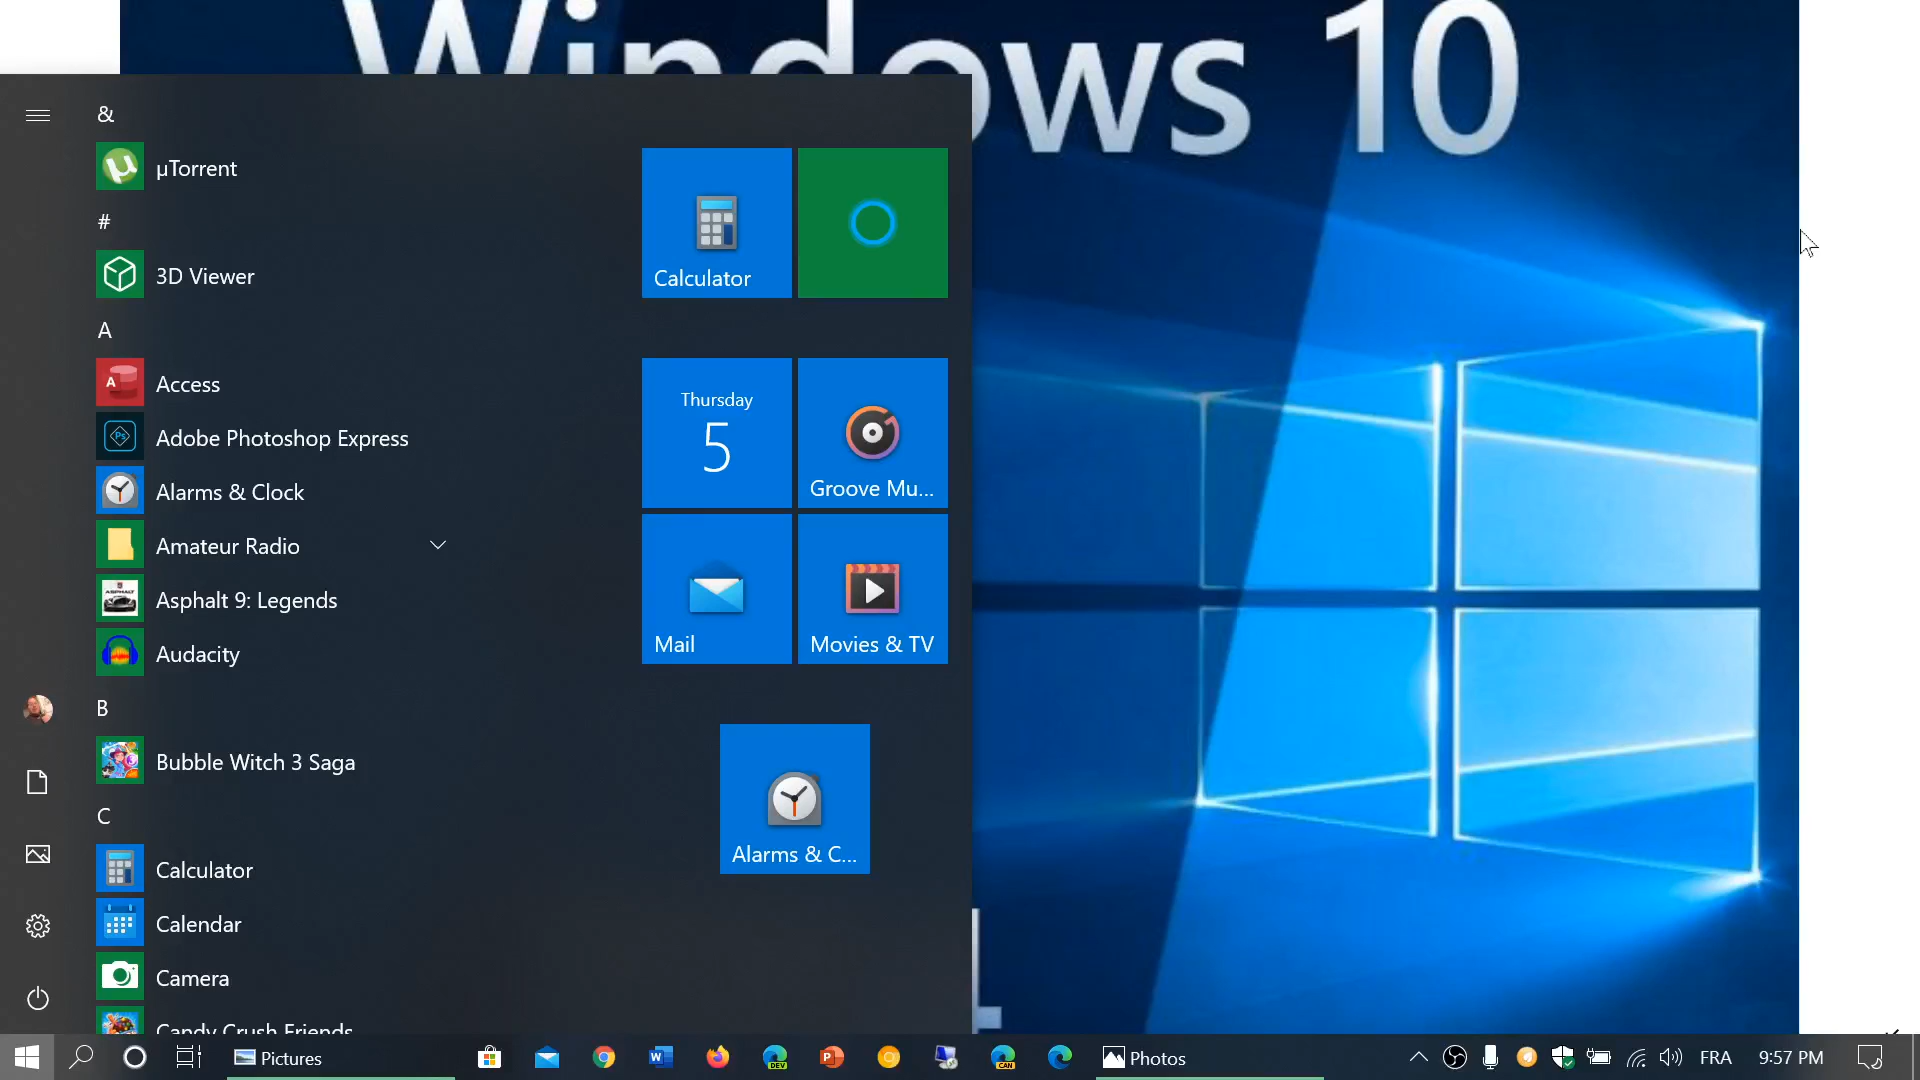 Windows 10
&
µTorrent
#
3D Viewer
A
Access
Adobe Photoshop Express
Alarms & Clock
Amateur Radio
Asphalt 9: Legends
Audacity
B
Bubble Witch 3 Saga
C
Calculator
Calendar
Camera
Candy Crush Friends
Calculator
Thursday
5
Groove Mu...
Mail
Movies & TV
Alarms & C...
Pictures
DEV
CAN
Photos
FRA
9:57 PM